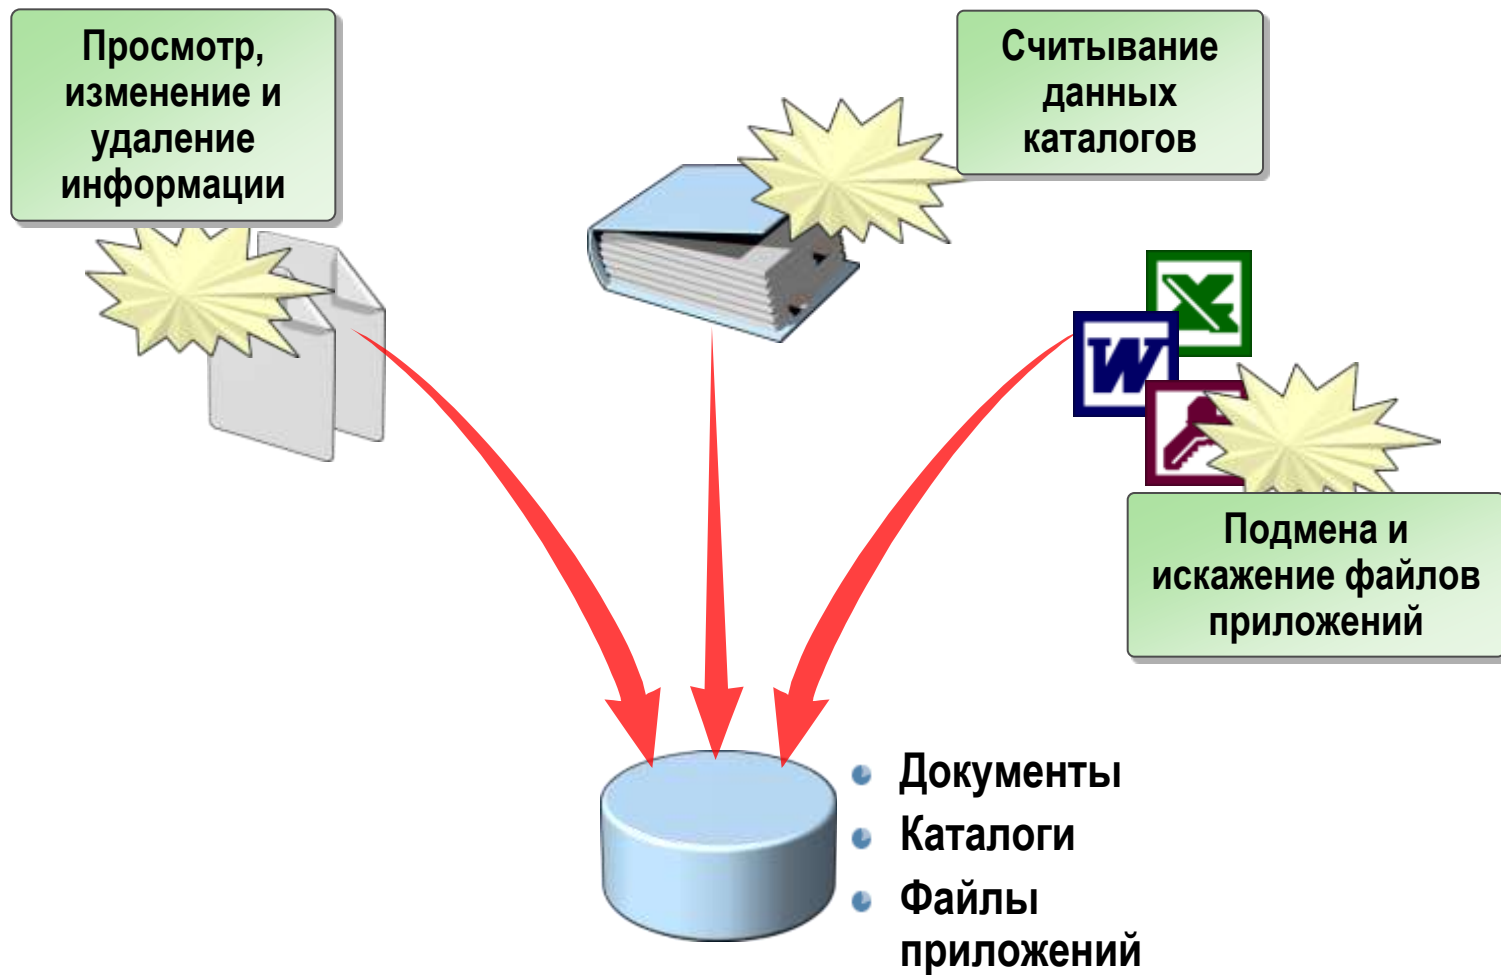 Просмотр,
изменение и
удаление
информации
Считывание
данных
каталогов
W
X
Подмена и
искажение файлов
приложений
Документы
Каталоги
Файлы
приложений